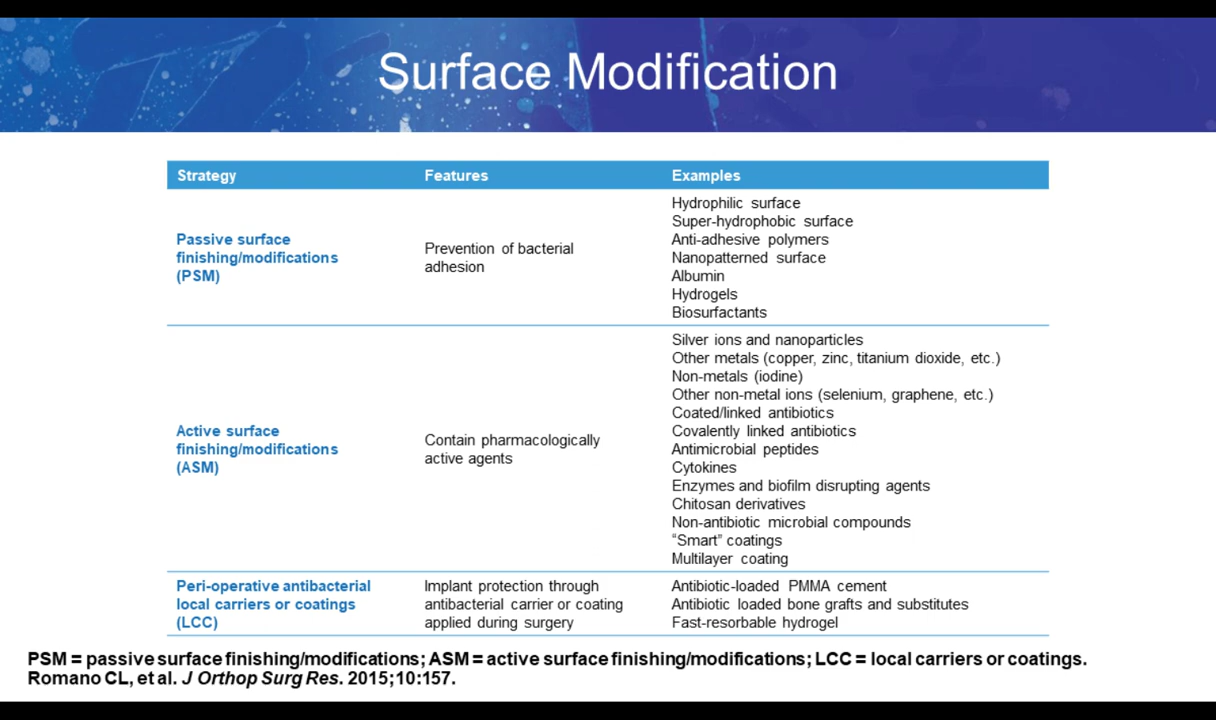 Surface Modification
Strategy Features Examples
Passive surface
finishing/modifications
(PSM)
Prevention of bacterial
adhesion
Hydrophilic surface
Super-hydrophobic surface
Anti-adhesive polymers
Nanopatterned surface
Albumin
Hydrogels
Biosurfactants
Active surface
finishing/modifications
(ASM)
Contain pharmacologically
active agents
Silver ions and nanoparticles
Other metals (copper, zinc, titanium dioxide, etc.)
Non-metals (iodine)
Other non-metal ions (selenium, graphene, etc.)
Coated/linked antibiotics
Covalently linked antibiotics
Antimicrobial peptides
Cytokines
Enzymes and biofilm disrupting agents
Chitosan derivatives
Non-antibiotic microbial compounds
“Smart” coatings
Multilayer coating
Peri-operative antibacterial
local carriers or coatings
(LCC)
Implant protection through
antibacterial carrier or coating
applied during surgery
Antibiotic-loaded PMMA cement
Antibiotic loaded bone grafts and substitutes
Fast-resorbable hydrogel
PSM = passive surface finishing/modifications; ASM = active surface finishing/modifications; LCC = local carriers or coatings.
Romano CL, et al. J Orthop Surg Res. 2015;10:157.